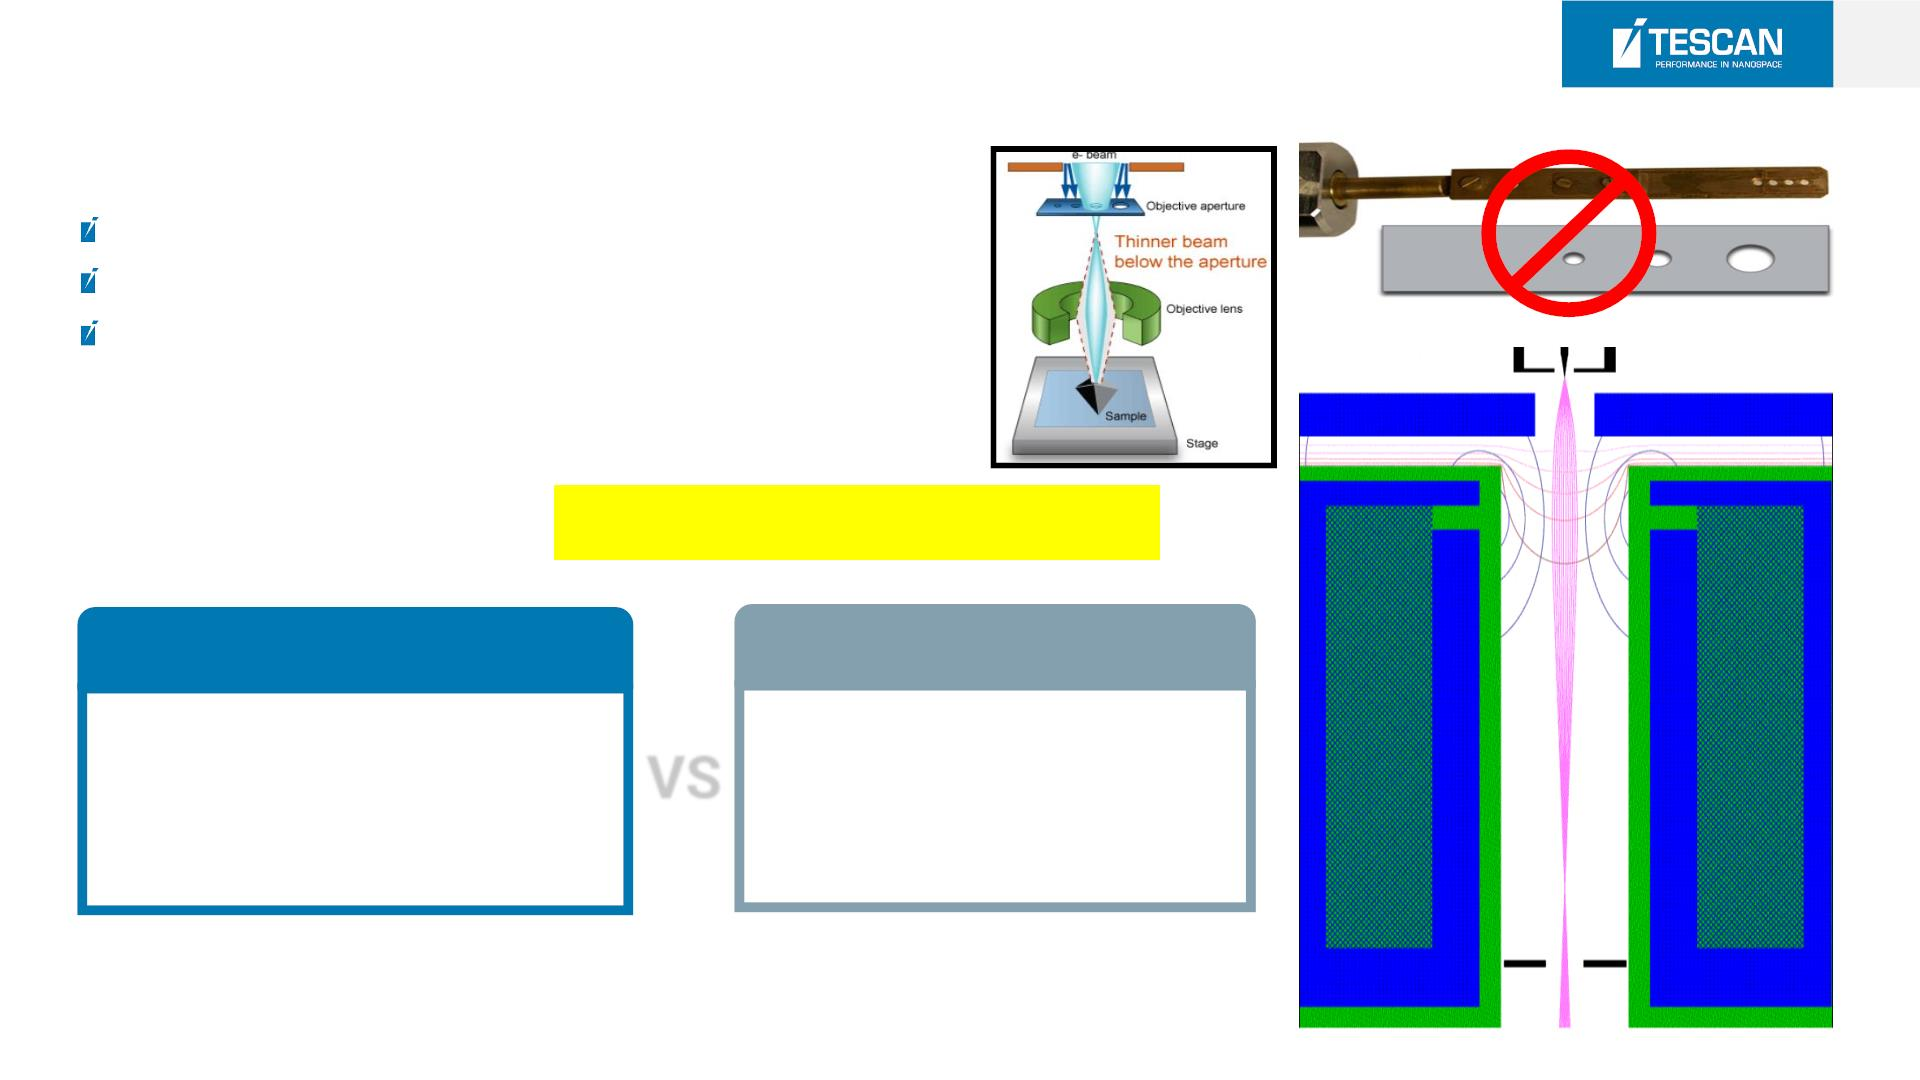 TESCAN
PERFORMANCE IN NANOSPACE
e- beam
Objective aperture
Thinner beam
below the aperture
Objective lens
Sample
Stage
VS